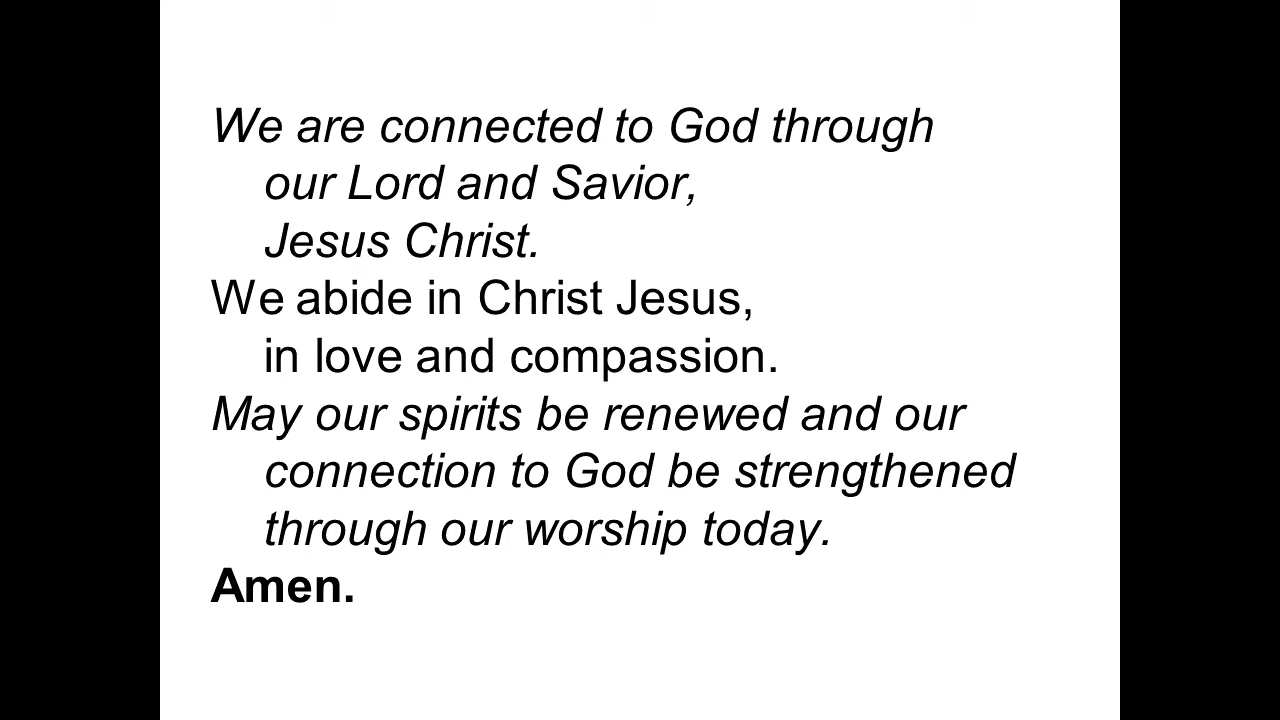 We are connected to God through
our Lord and Savior,
Jesus Christ.
We abide in Christ Jesus,
in love and compassion.
May our spirits be renewed and our
connection to God be strengthened
through our worship today.
Amen.